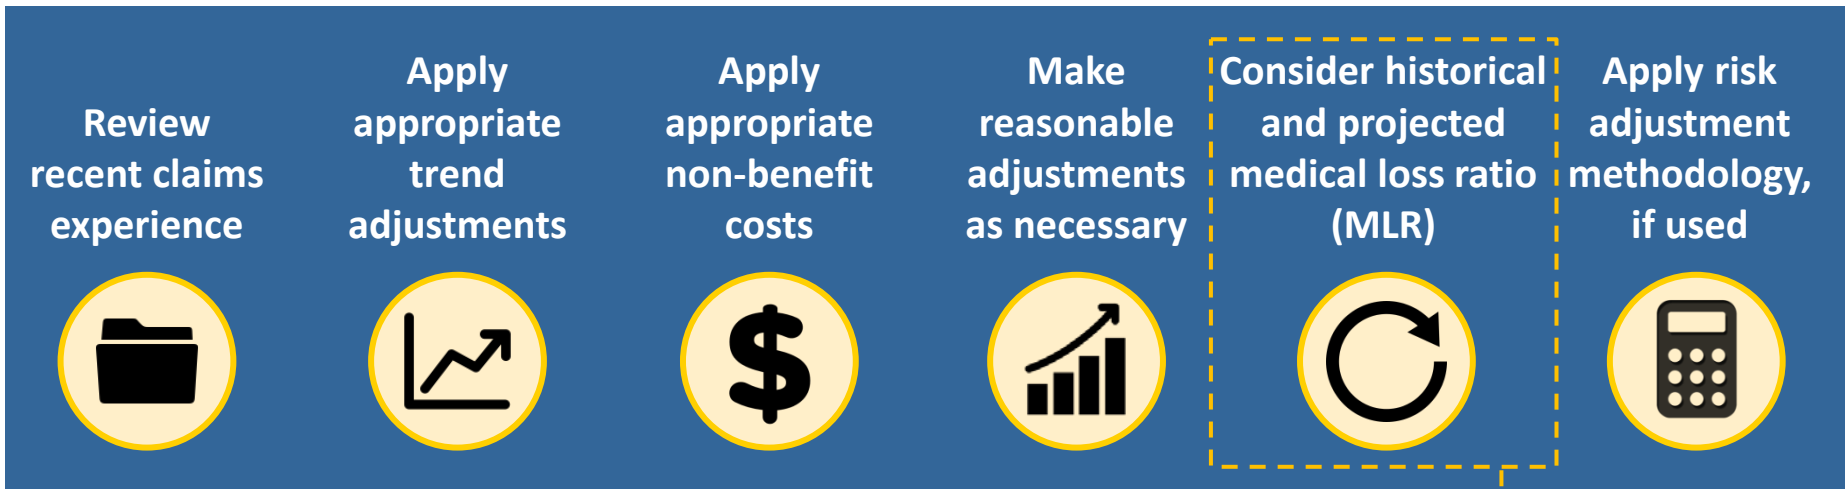 Review
recent claims
experience
Apply
appropriate
trend
adjustments
Apply
appropriate
non-benefit
costs
Make
reasonable
adjustments
as necessary
Consider historical
and projected
medical loss ratio
(MLR)
Apply risk
adjustment
methodology,
if used